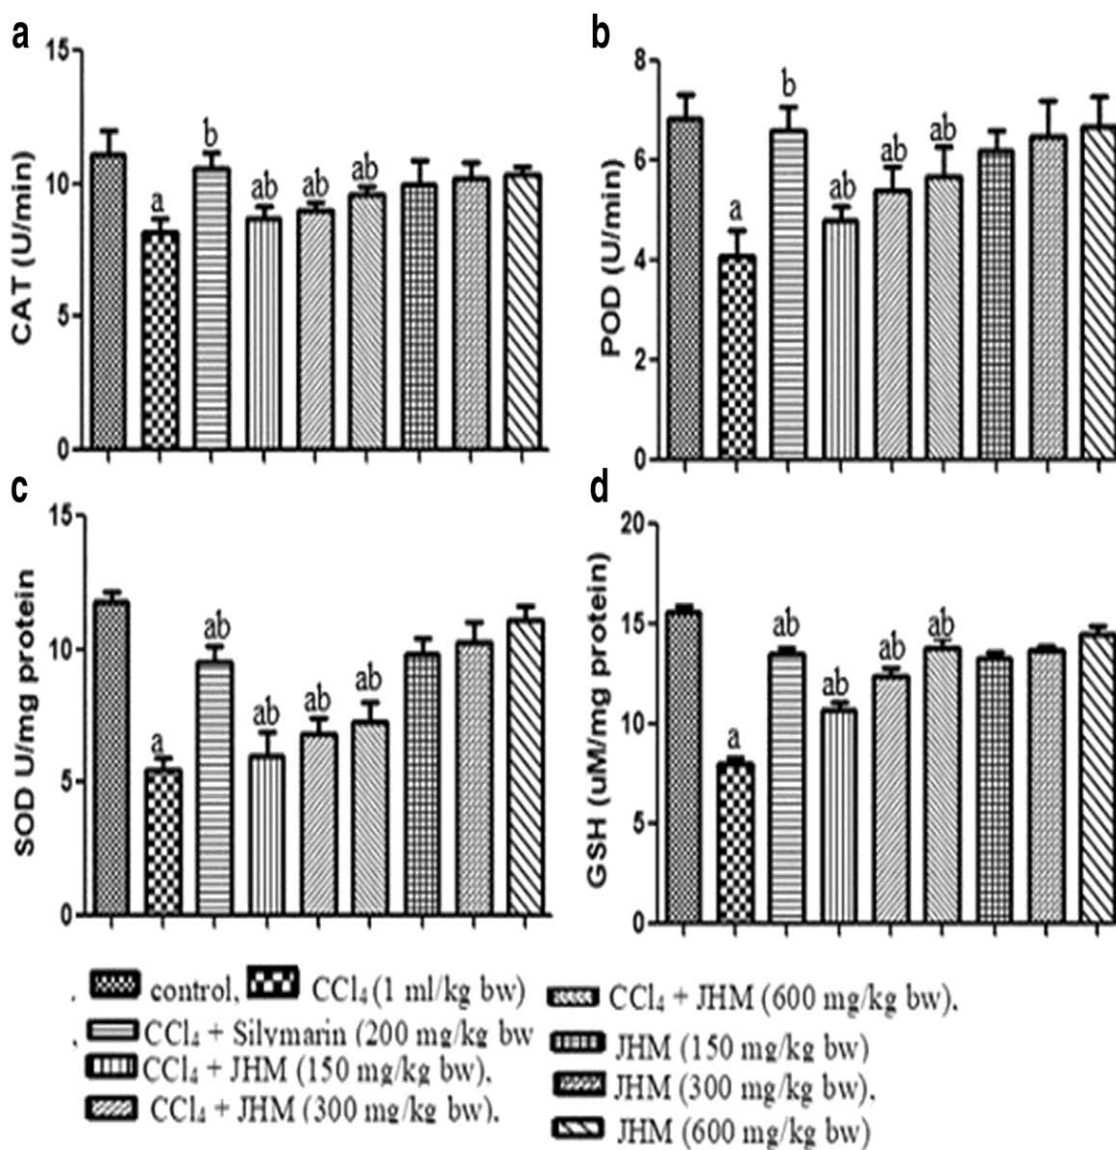 a
15
10
5
0
CAT (U/min)
a
b
ab
ab
ab
b
8
6
4
2
0
POD (U/min)
a
b
ab
ab
ab
c
15
10
5
0
SOD U/mg protein
a
ab
ab
ab
ab
d
20
15
10
5
0
GSH (uM/mg protein)
a
ab
ab
ab
ab
. control, CCl₄ (1 ml/kg bw)
, CCl₄ + Silymarin (200 mg/kg bw
CCl₄ + JHM (150 mg/kg bw),
CCl₄ + JHM (300 mg/kg bw),
CCl₄ + JHM (600 mg/kg bw),
JHM (150 mg/kg bw)
JHM (300 mg/kg bw),
JHM (600 mg/kg bw)